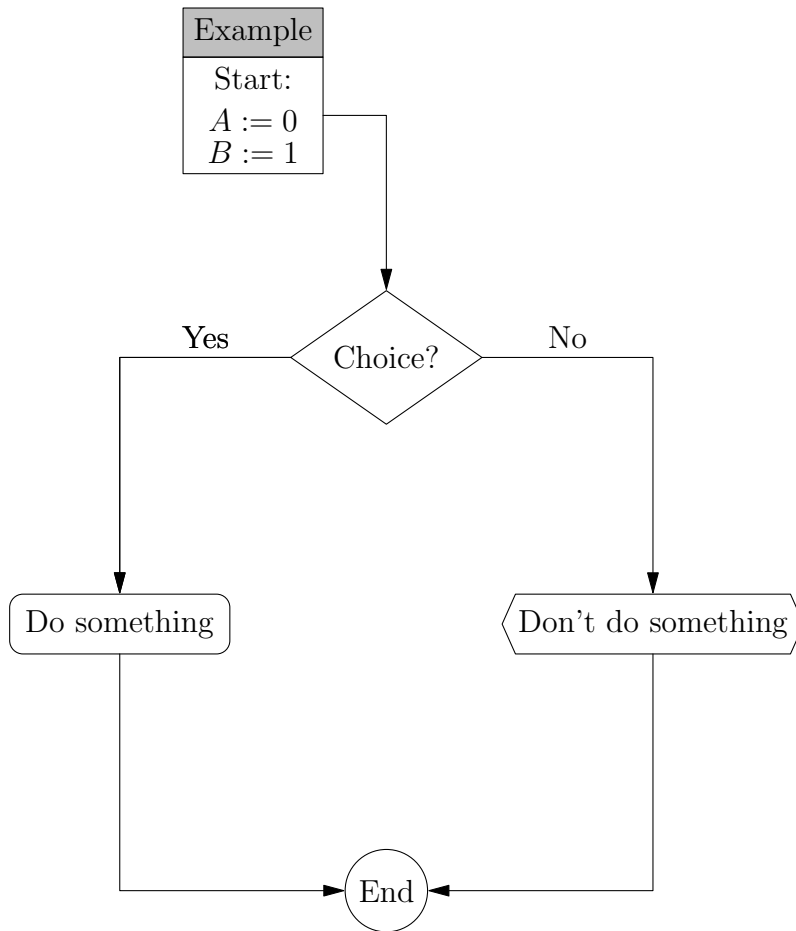 Example
Start:
A := 0
B := 1
Yes
Choice?
No
Do something
Don't do something
End